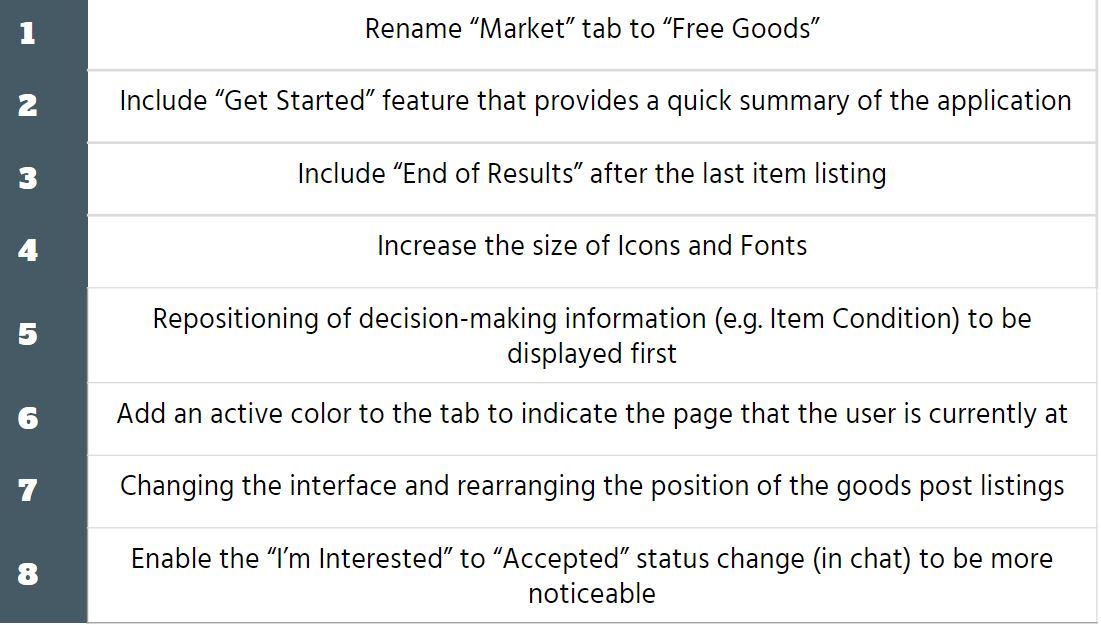 1
Rename “Market” tab to “Free Goods”
2
Include “Get Started” feature that provides a quick summary of the application
3
Include “End of Results” after the last item listing
4
Increase the size of Icons and Fonts
5
Repositioning of decision-making information (e.g. Item Condition) to be
displayed first
6
Add an active color to the tab to indicate the page that the user is currently at
7
Changing the interface and rearranging the position of the goods post listings
8
Enable the “I’m Interested” to “Accepted” status change (in chat) to be more
noticeable